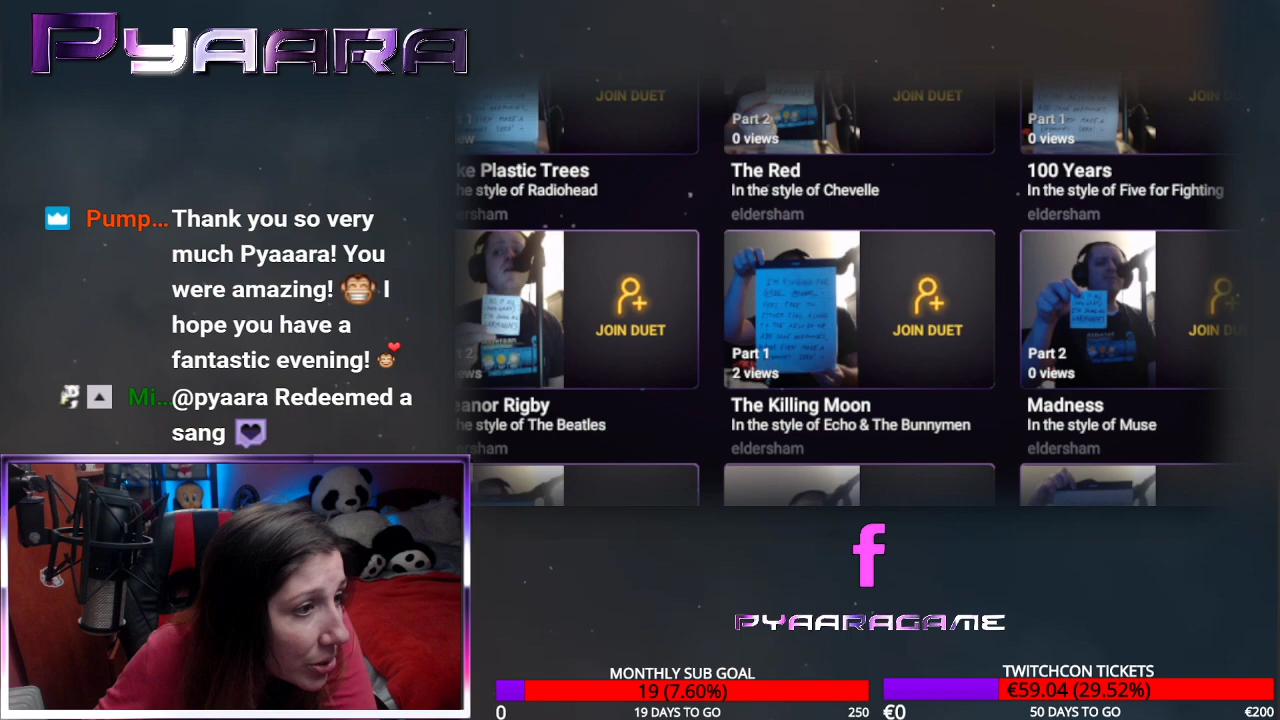 PYAARA
JOIN DUET
JOIN DUET
Part 2
0 views
Part 1
0 views
ke Plastic Trees
he style of Radiohead
The Red
In the style of Chevelle
eldersham
100 Years
In the style of Five for Fighting
eldersham
Pump... Thank you so very
much Pyaaara! You
were amazing! I
hope you have a
fantastic evening!
Mi... @pyaara Redeemed a
sang
JOIN DUET
JOIN DUET
Part 1
2 views
Part 2
0 views
eanor Rigby
he style of The Beatles
ersham
The Killing Moon
In the style of Echo & The Bunnymen
eldersham
Madness
In the style of Muse
eldersham
f
PYAARAGAME
MONTHLY SUB GOAL
19 (7.60%)
0
19 DAYS TO GO
250
TWITCHCON TICKETS
€59.04 (29.52%)
€0
50 DAYS TO GO
€200